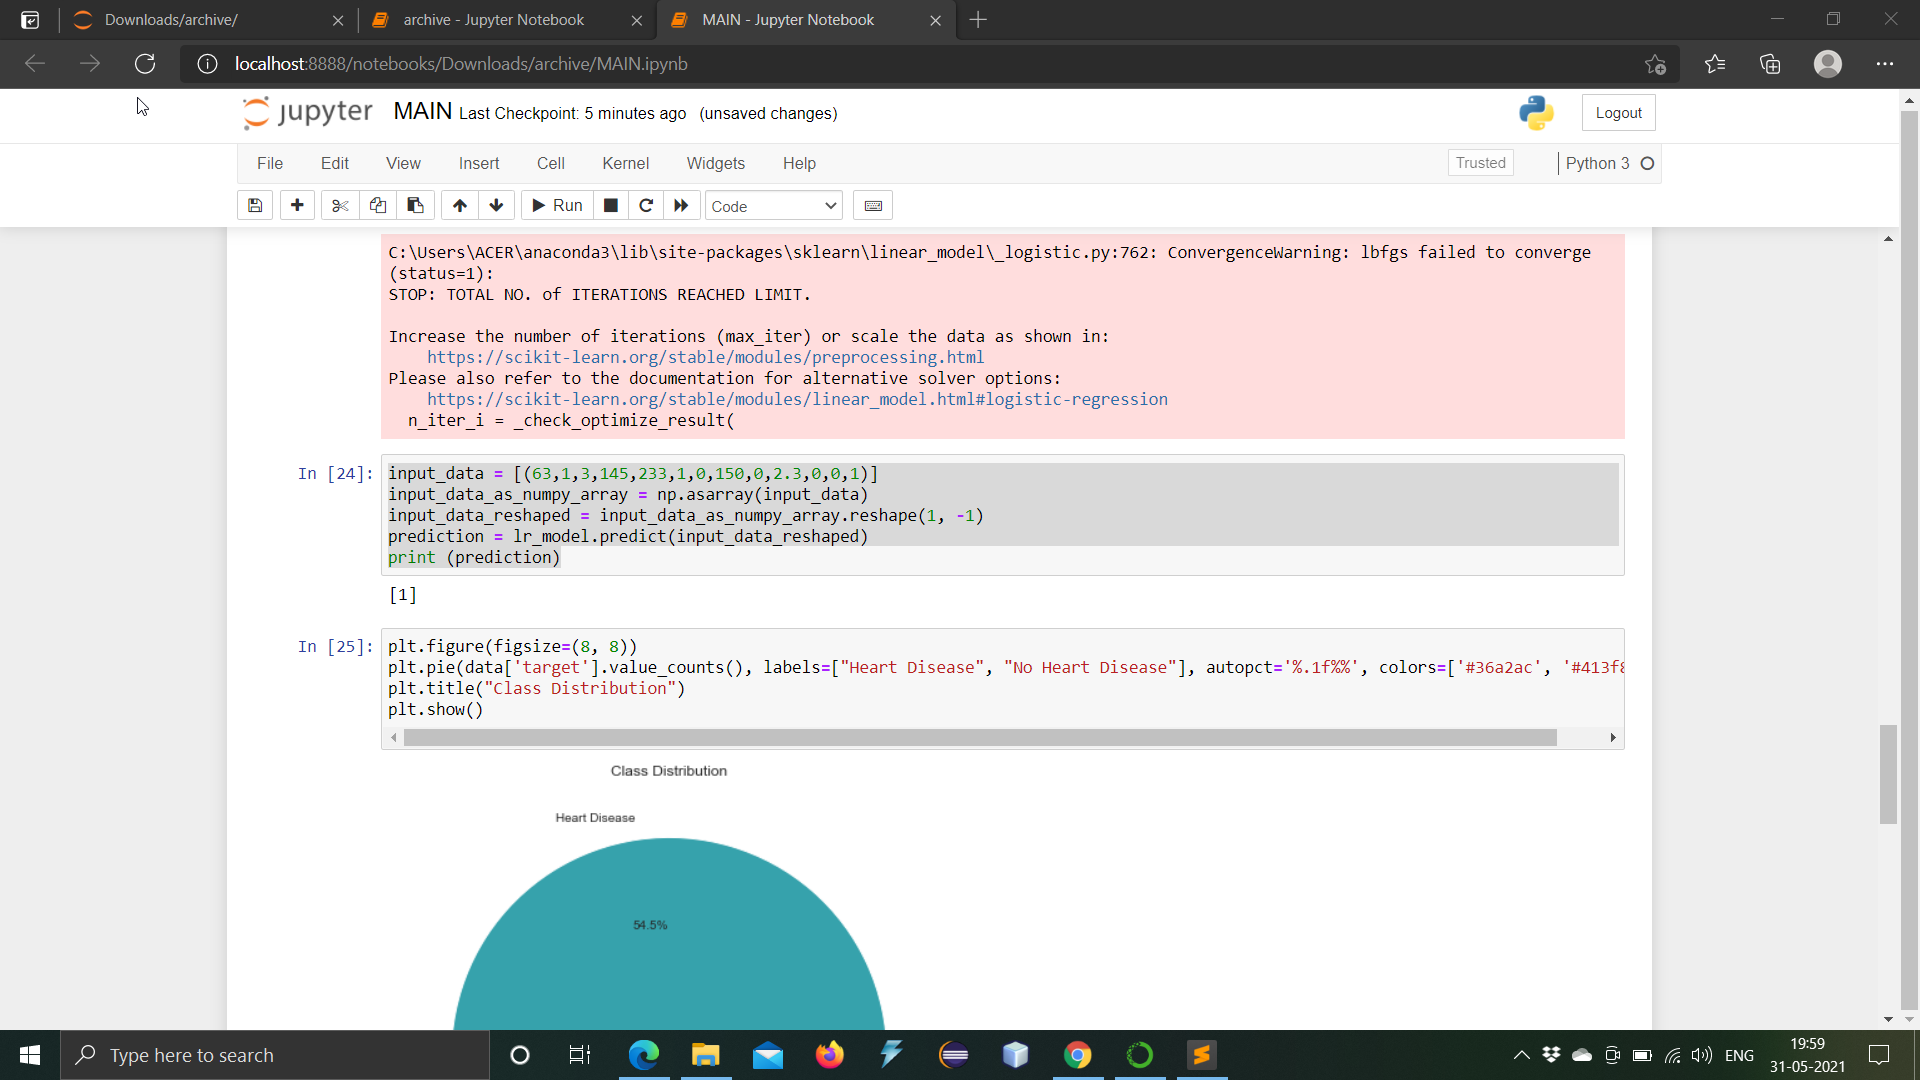 Downloads/archive/
archive - Jupyter Notebook
MAIN - Jupyter Notebook
localhost:8888/notebooks/Downloads/archive/MAIN.ipynb
jupyter MAIN Last Checkpoint: 5 minutes ago (unsaved changes)
Logout
File Edit View Insert Cell Kernel Widgets Help
Trusted
Python 3
Run
Code
C:\Users\ACER\anaconda3\lib\site-packages\sklearn\linear_model\_logistic.py:762: ConvergenceWarning: lbfgs failed to converge
(status=1):
STOP: TOTAL NO. of ITERATIONS REACHED LIMIT.
Increase the number of iterations (max_iter) or scale the data as shown in:
https://scikit-learn.org/stable/modules/preprocessing.html
Please also refer to the documentation for alternative solver options:
https://scikit-learn.org/stable/modules/linear_model.html#logistic-regression
n_iter_i = _check_optimize_result(
In [24]: input_data = [(63,1,3,145,233,1,0,150,0,2.3,0,0,1)]
input_data_as_numpy_array = np.asarray(input_data)
input_data_reshaped = input_data_as_numpy_array.reshape(1, -1)
prediction = lr_model.predict(input_data_reshaped)
print (prediction)
[1]
In [25]: plt.figure(figsize=(8, 8))
plt.pie(data['target'].value_counts(), labels=["Heart Disease", "No Heart Disease"], autopct='%.1f%%', colors=['#36a2ac', '#413f
plt.title("Class Distribution")
plt.show()
Class Distribution
Heart Disease
54.5%
Type here to search
ENG
19:59
31-05-2021